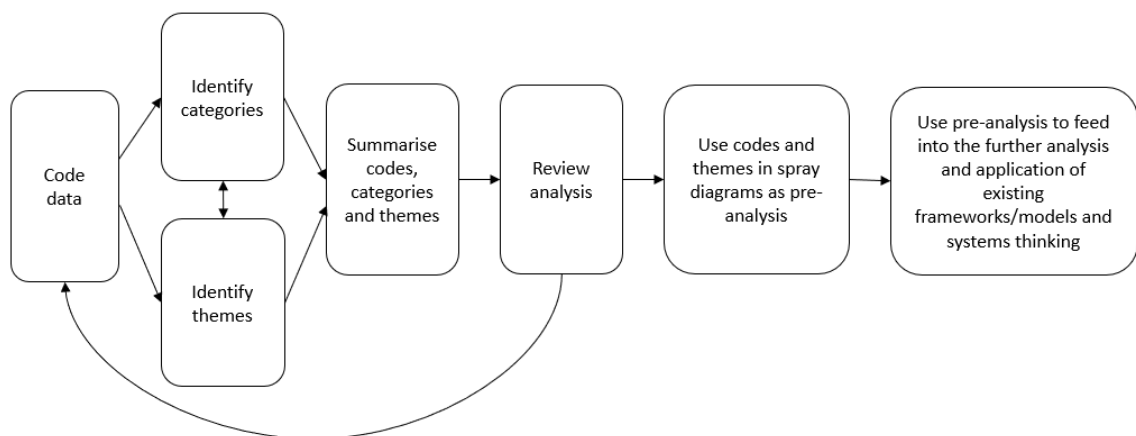 Code
data
Identify
categories
Identify
themes
Summarise
codes,
categories
and themes
Review
analysis
Use codes and
themes in spray
diagrams as pre-
analysis
Use pre-analysis to feed
into the further analysis
and application of
existing
frameworks/models and
systems thinking